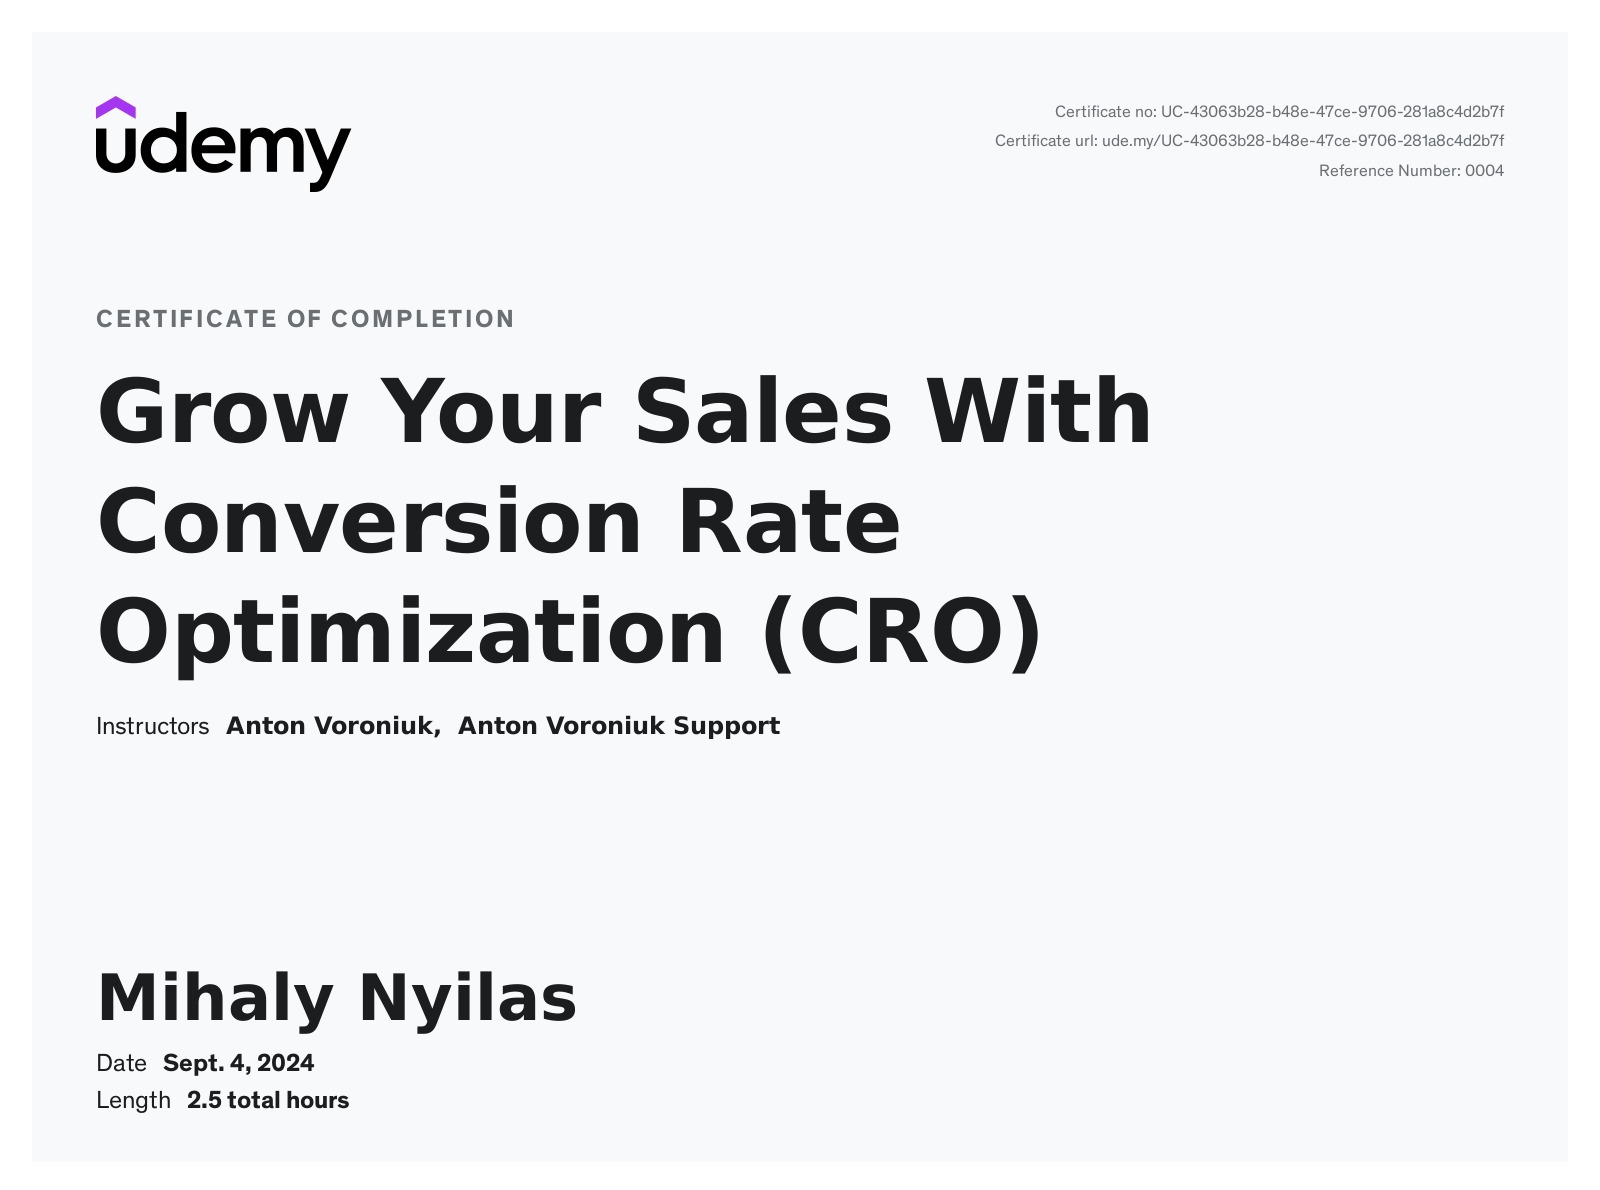 udemy
Certificate no: UC-43063b28-b48e-47ce-9706-281a8c4d2b7f
Certificate url: ude.my/UC-43063b28-b48e-47ce-9706-281a8c4d2b7f
Reference Number: 0004
CERTIFICATE OF COMPLETION
Grow Your Sales With
Conversion Rate
Optimization (CRO)
Instructors Anton Voroniuk, Anton Voroniuk Support
Mihaly Nyilas
Date Sept. 4, 2024
Length 2.5 total hours